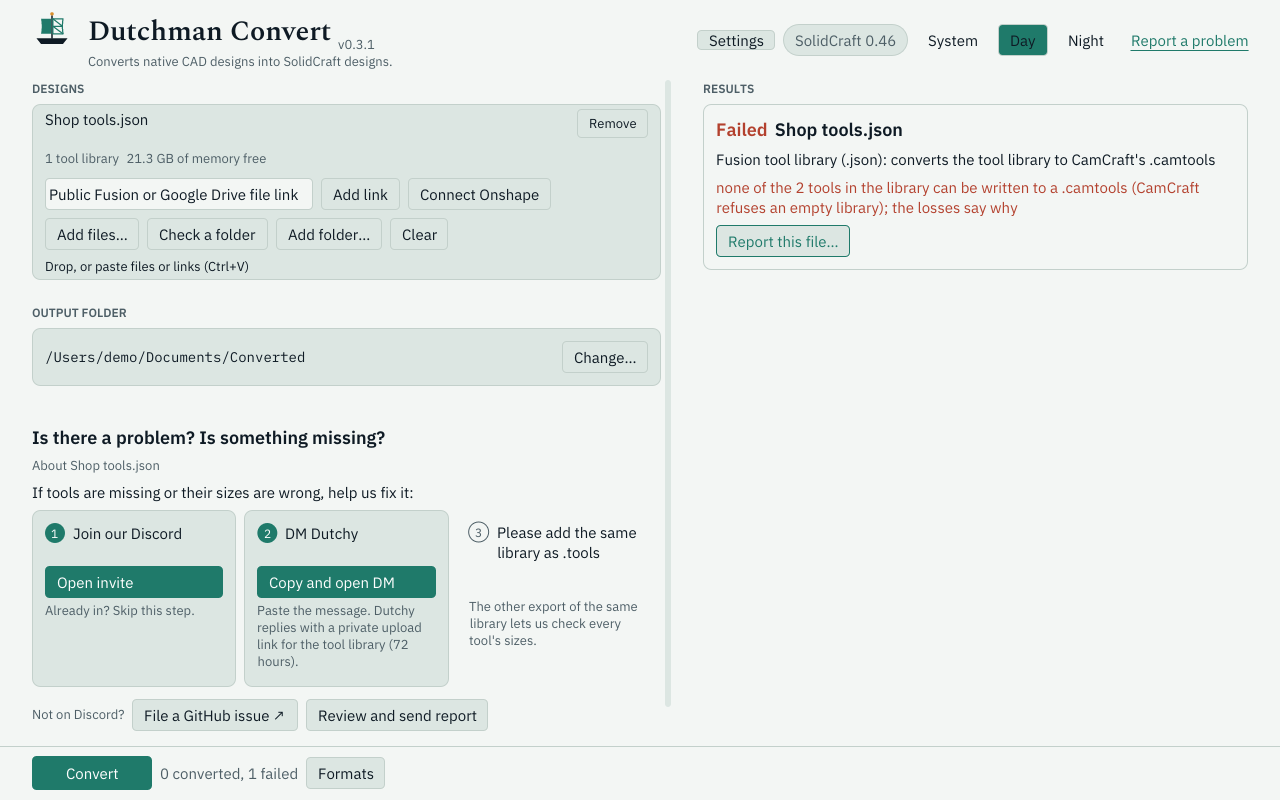 Dutchman Convert v0.3.1
Converts native CAD designs into SolidCraft designs.
Settings
SolidCraft 0.46
System
Day
Night
Report a problem
DESIGNS
Shop tools.json
Remove
1 tool library 21.3 GB of memory free
Public Fusion or Google Drive file link
Add link
Connect Onshape
Add files...
Check a folder
Add folder...
Clear
Drop, or paste files or links (Ctrl+V)
OUTPUT FOLDER
/Users/demo/Documents/Converted
Change...
Is there a problem? Is something missing?
About Shop tools.json
If tools are missing or their sizes are wrong, help us fix it:
1 Join our Discord
Open invite
Already in? Skip this step.
2 DM Dutchy
Copy and open DM
Paste the message. Dutchy
replies with a private upload
link for the tool library (72
hours).
3 Please add the same
library as .tools
The other export of the same
library lets us check every
tool's sizes.
Not on Discord?
File a GitHub issue ↗
Review and send report
RESULTS
Failed Shop tools.json
Fusion tool library (.json): converts the tool library to CamCraft's .camtools
none of the 2 tools in the library can be written to a .camtools (CamCraft
refuses an empty library); the losses say why
Report this file...
Convert
0 converted, 1 failed
Formats